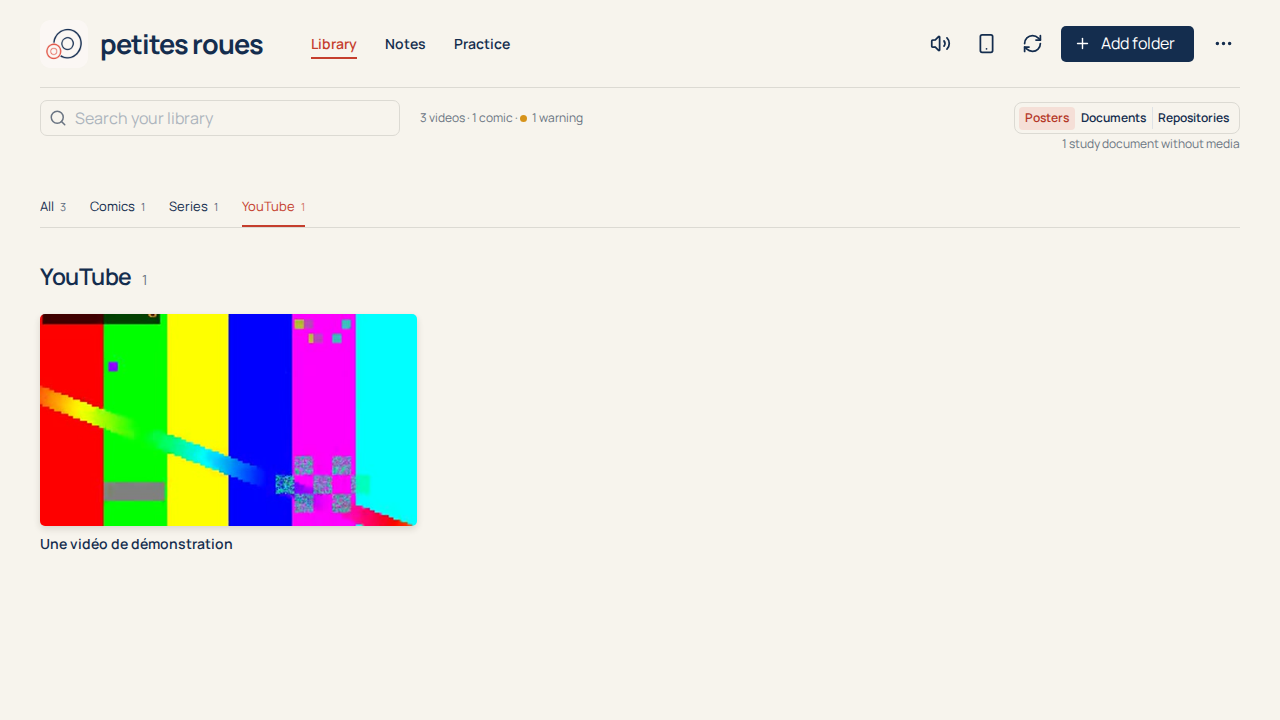 petites roues
Library Notes Practice
Add folder
Search your library
3 videos · 1 comic · 1 warning
Posters Documents Repositories
1 study document without media
All 3 Comics 1 Series 1 YouTube 1
YouTube 1
Une vidéo de démonstration